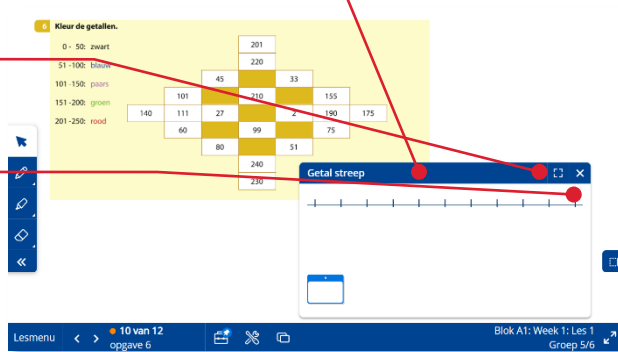 6 Kleur de getallen.
0 - 50: zwart
51 -100: blauw
101 -150: paars
151 -200: groen
201 -250: rood
201
220
45 33
101 210 155
140 111 27 2 190 175
60 99 75
80 51
240
230
Getal streep
Lesmenu
10 van 12
opgave 6
Blok A1: Week 1: Les 1
Groep 5/6